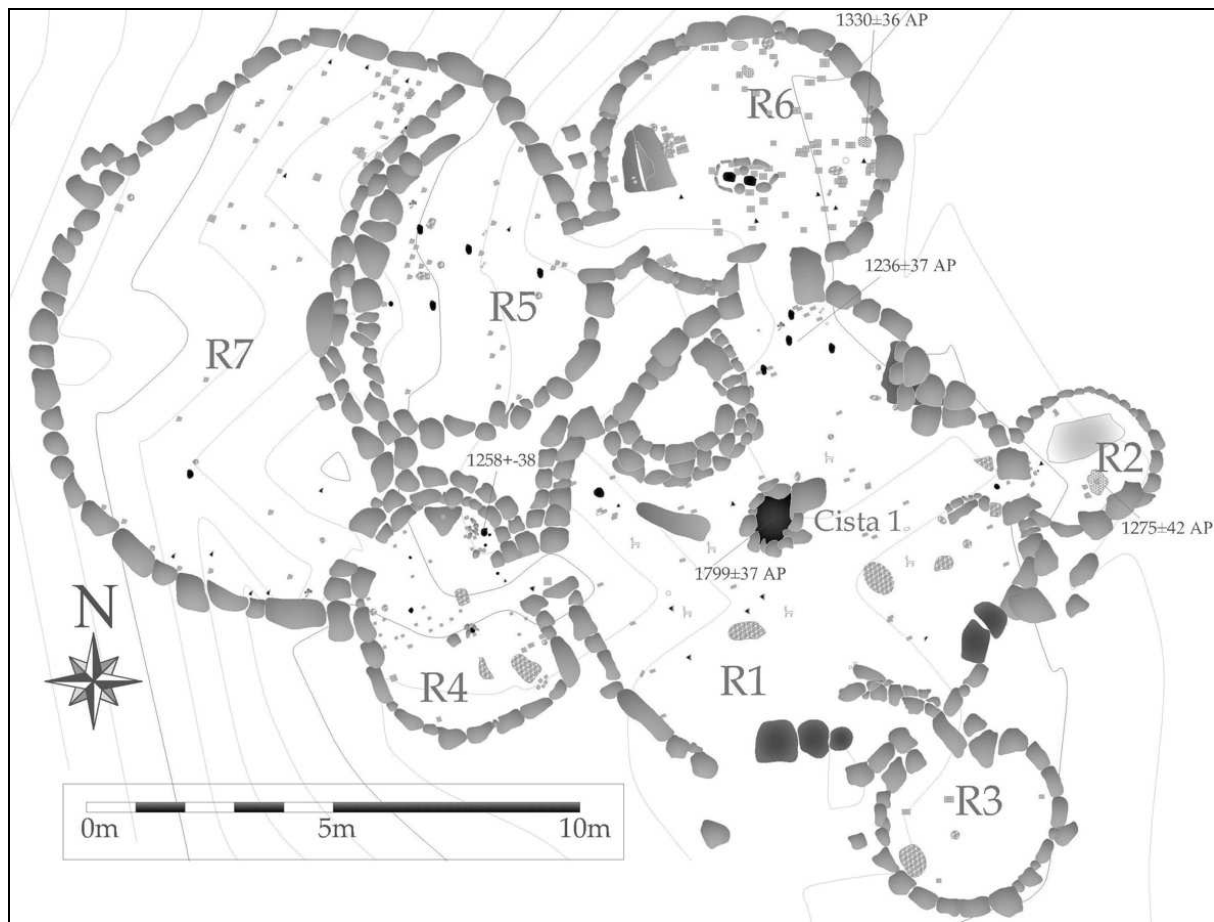 1330±36 AP
R6
1236±37 AP
R5
R7
R2
1258+-38
Cista 1
1275±42 AP
1799±37 AP
N
R1
R4
R3
0m
5m
10m